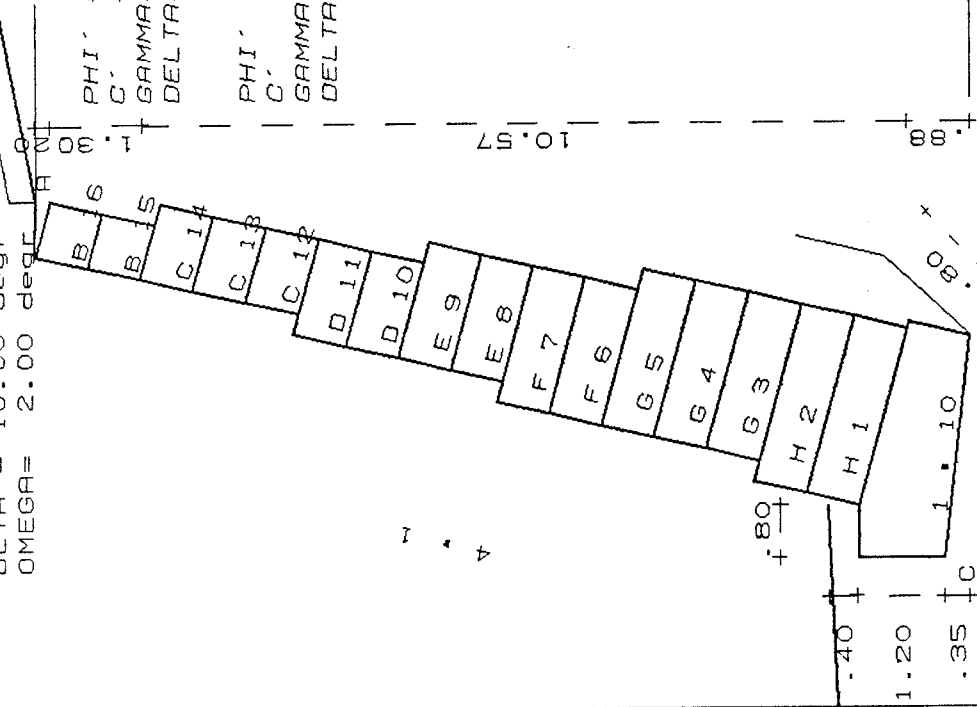 OMEGA= 2.00 degr
PHI'
C'
GAMMA
DELTA
PHI'
C'
GAMMA
DELTA
A
1.30
10.57
.88
B 16
B 15
C 14
C 13
C 12
D 11
D 10
E 9
E 8
F 7
F 6
G 5
G 4
G 3
H 2
H 1
1.10
4.1
.80
.80 / x
.40
1.20
.35
C